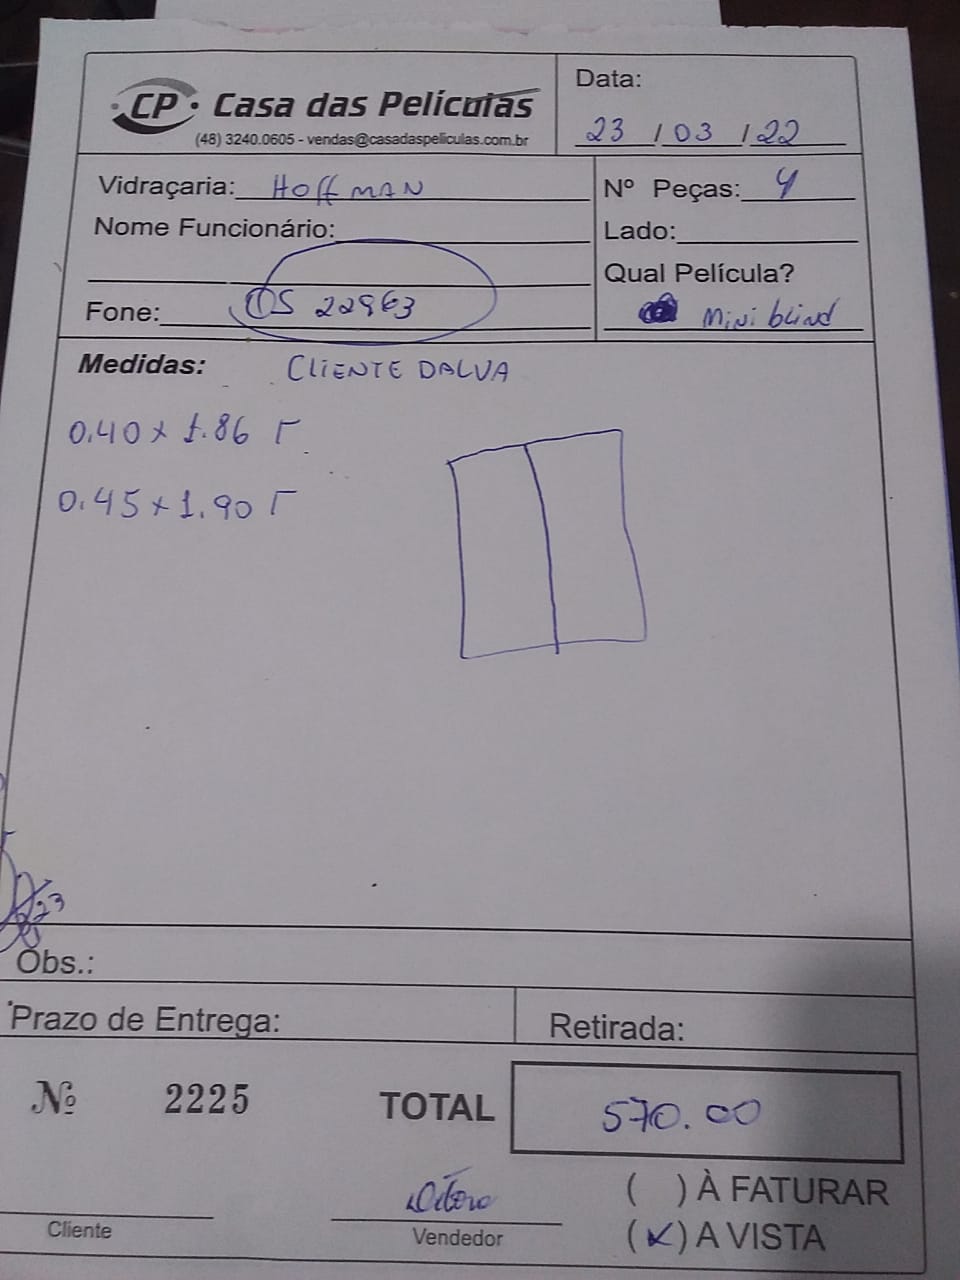 CP Casa das Películas
(48) 3240.0605 - vendas@casadaspeliculas.com.br
Data:
23 / 03 / 22
Vidraçaria: Hoffman
Nº Peças: 4
Nome Funcionário:
Lado:
Qual Película?
Fone: OS 22963
Mini blind
Medidas: CLIENTE DALVA
0.40 x 1.86 Γ
0.45 x 1.90 Γ
Obs.:
Prazo de Entrega:
Retirada:
Nº 2225
TOTAL 570.00
( ) À FATURAR
(x) A VISTA
Cliente
Vendedor